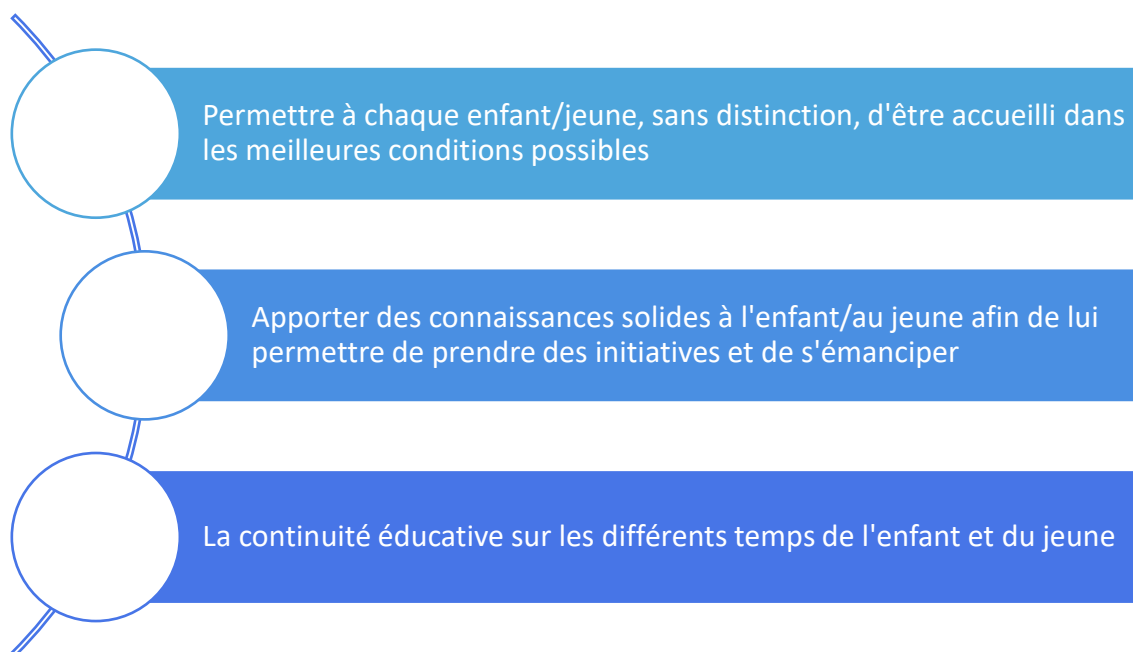 Permettre à chaque enfant/jeune, sans distinction, d'être accueilli dans
les meilleures conditions possibles
Apporter des connaissances solides à l'enfant/au jeune afin de lui
permettre de prendre des initiatives et de s'émanciper
La continuité éducative sur les différents temps de l'enfant et du jeune